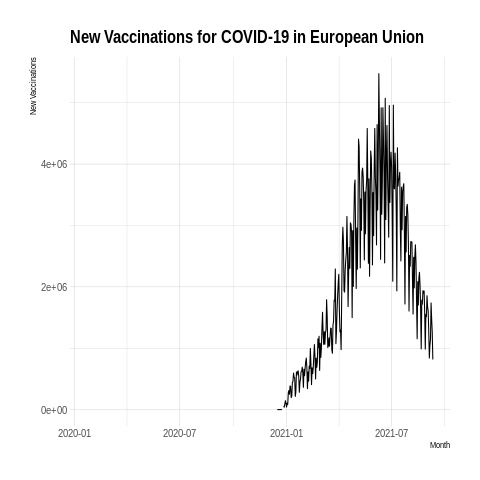 New Vaccinations for COVID-19 in European Union
New Vaccinations
4e+06
2e+06
0e+00
2020-01 2020-07 2021-01 2021-07
Month